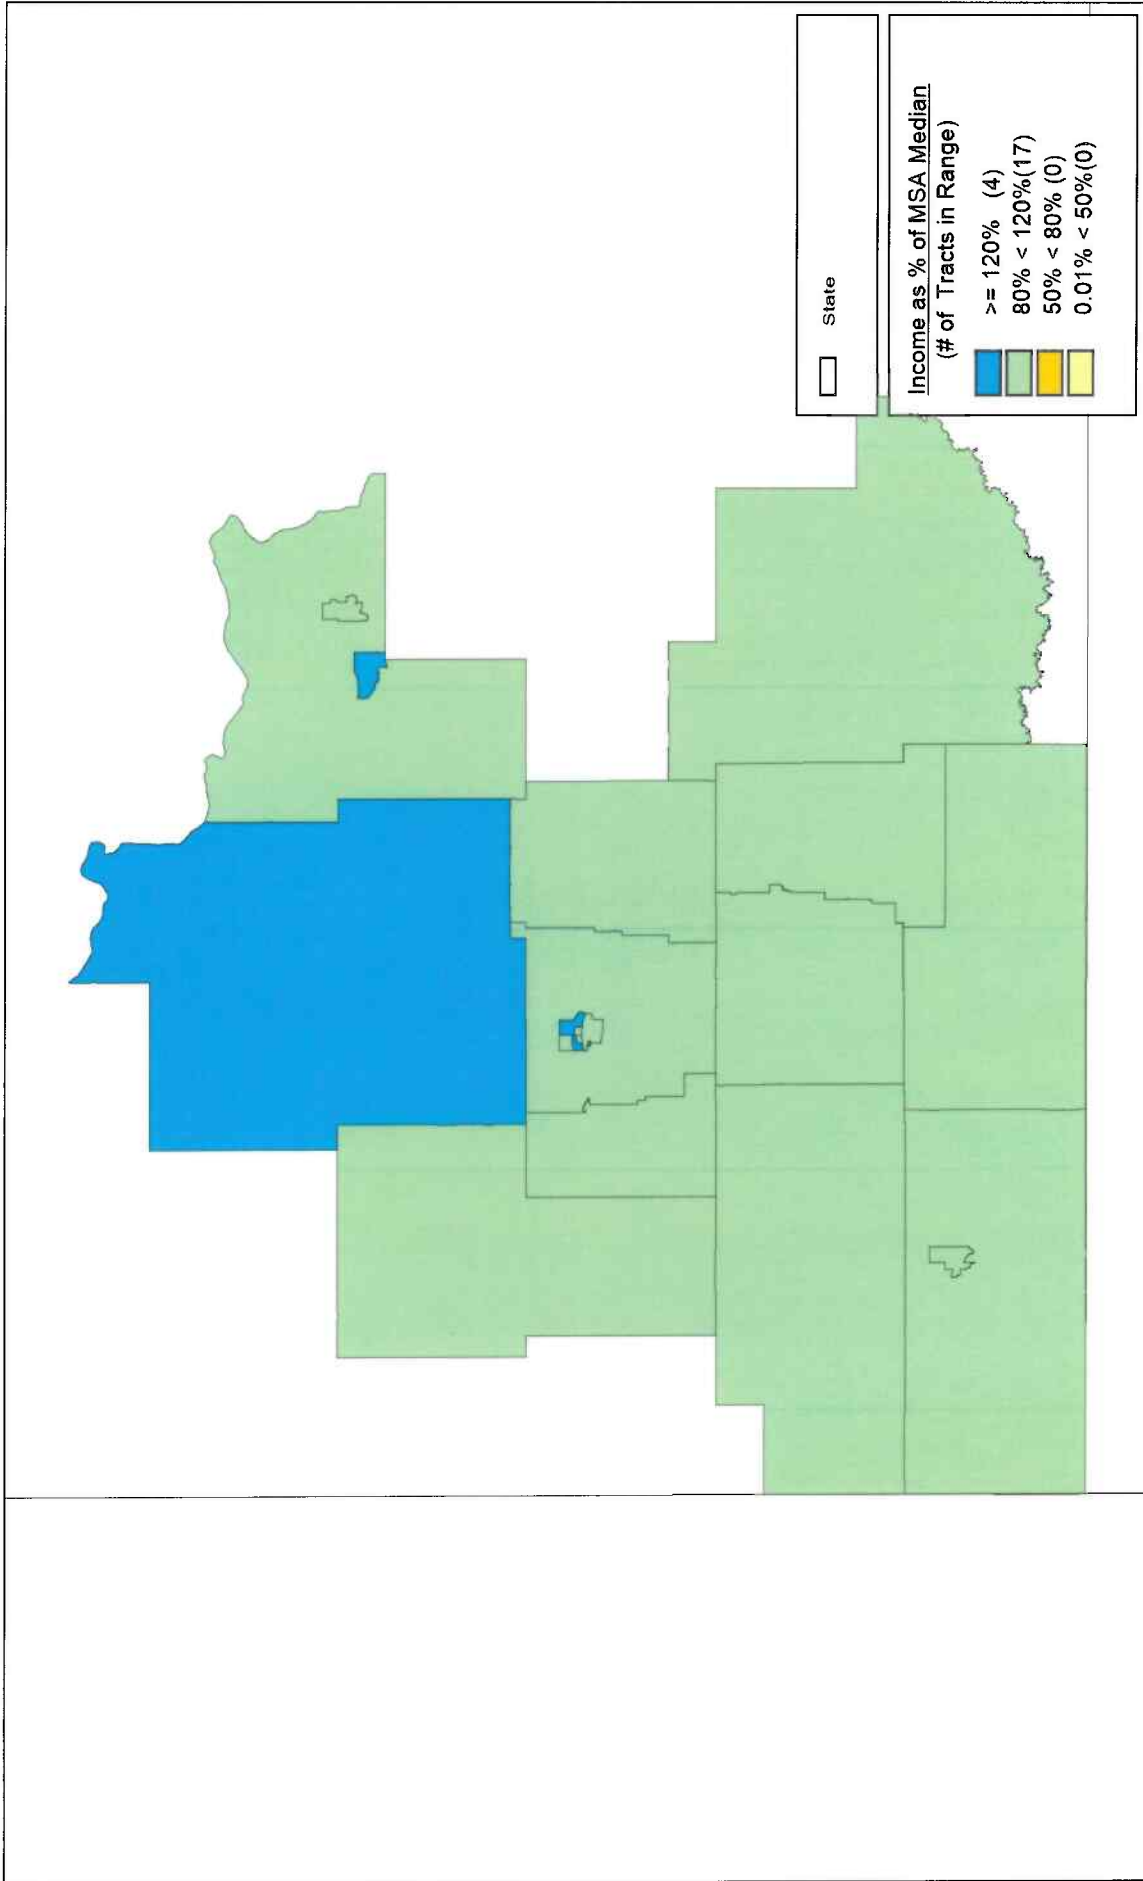 State
Income as % of MSA Median
(# of Tracts in Range)
>= 120% (4)
80% < 120%(17)
50% < 80% (0)
0.01% < 50%(0)